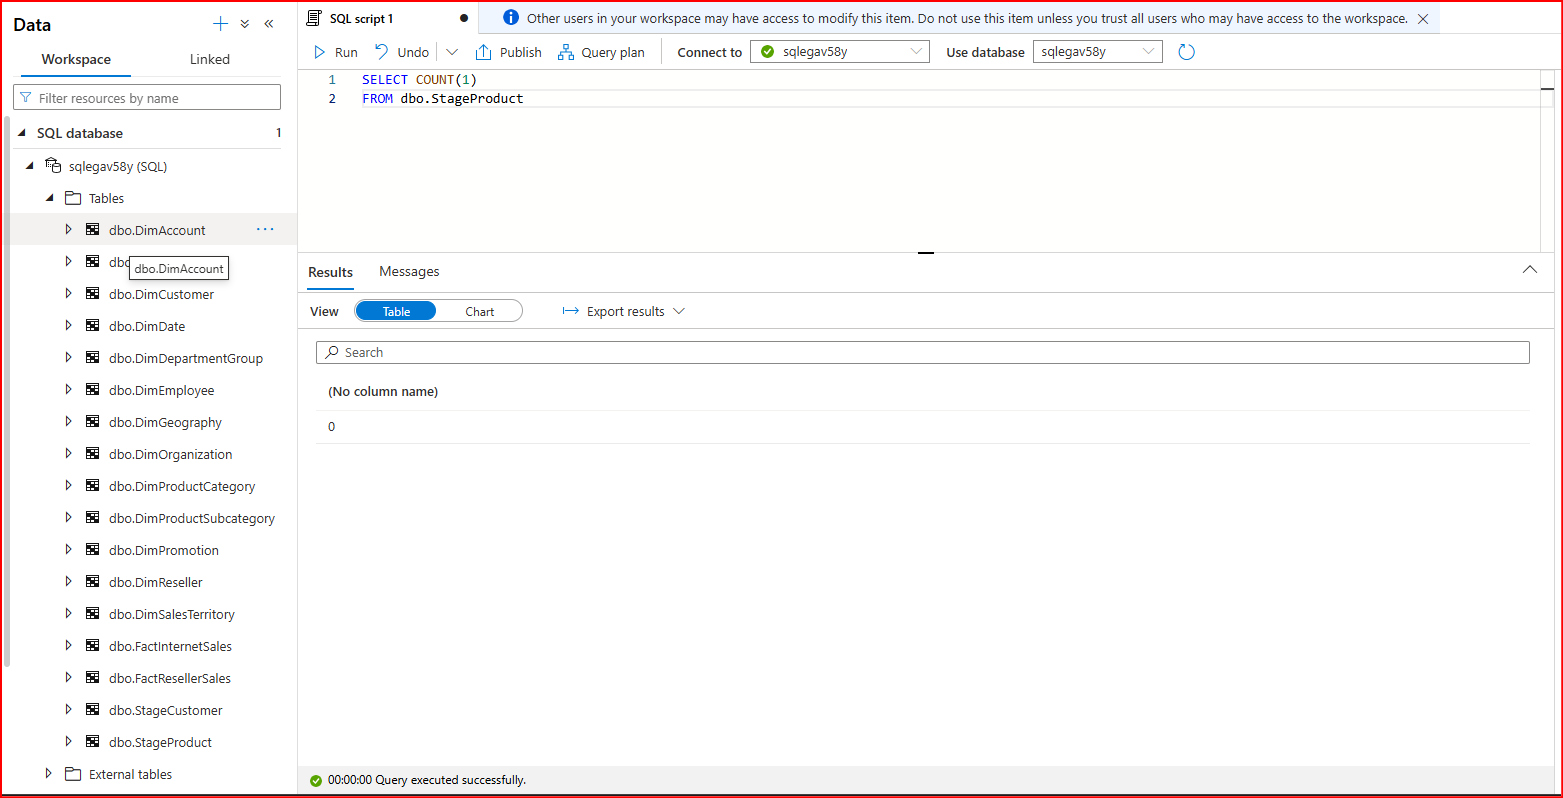 Data
Workspace
Linked
Filter resources by name
SQL database
1
sqlegav58y (SQL)
Tables
dbo.DimAccount
...
dbo
dbo.DimAccount
dbo.DimCustomer
dbo.DimDate
dbo.DimDepartmentGroup
dbo.DimEmployee
dbo.DimGeography
dbo.DimOrganization
dbo.DimProductCategory
dbo.DimProductSubcategory
dbo.DimPromotion
dbo.DimReseller
dbo.DimSalesTerritory
dbo.FactInternetSales
dbo.FactResellerSales
dbo.StageCustomer
dbo.StageProduct
External tables
SQL script 1
Other users in your workspace may have access to modify this item. Do not use this item unless you trust all users who may have access to the workspace.
Run
Undo
Publish
Query plan
Connect to
sqlegav58y
Use database
sqlegav58y
1 SELECT COUNT(1)
2 FROM dbo.StageProduct
Results
Messages
View
Table
Chart
Export results
Search
(No column name)
0
00:00:00 Query executed successfully.